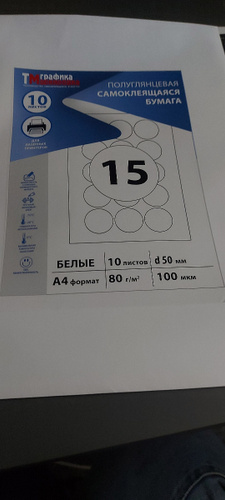 графика
10
листов
ПОЛУГЛЯНЦЕВАЯ
САМОКЛЕЯЩАЯСЯ
БУМАГА
15
БЕЛЫЕ 10 листов d 50 мм
А4 формат 80 г/м² 100 мкм